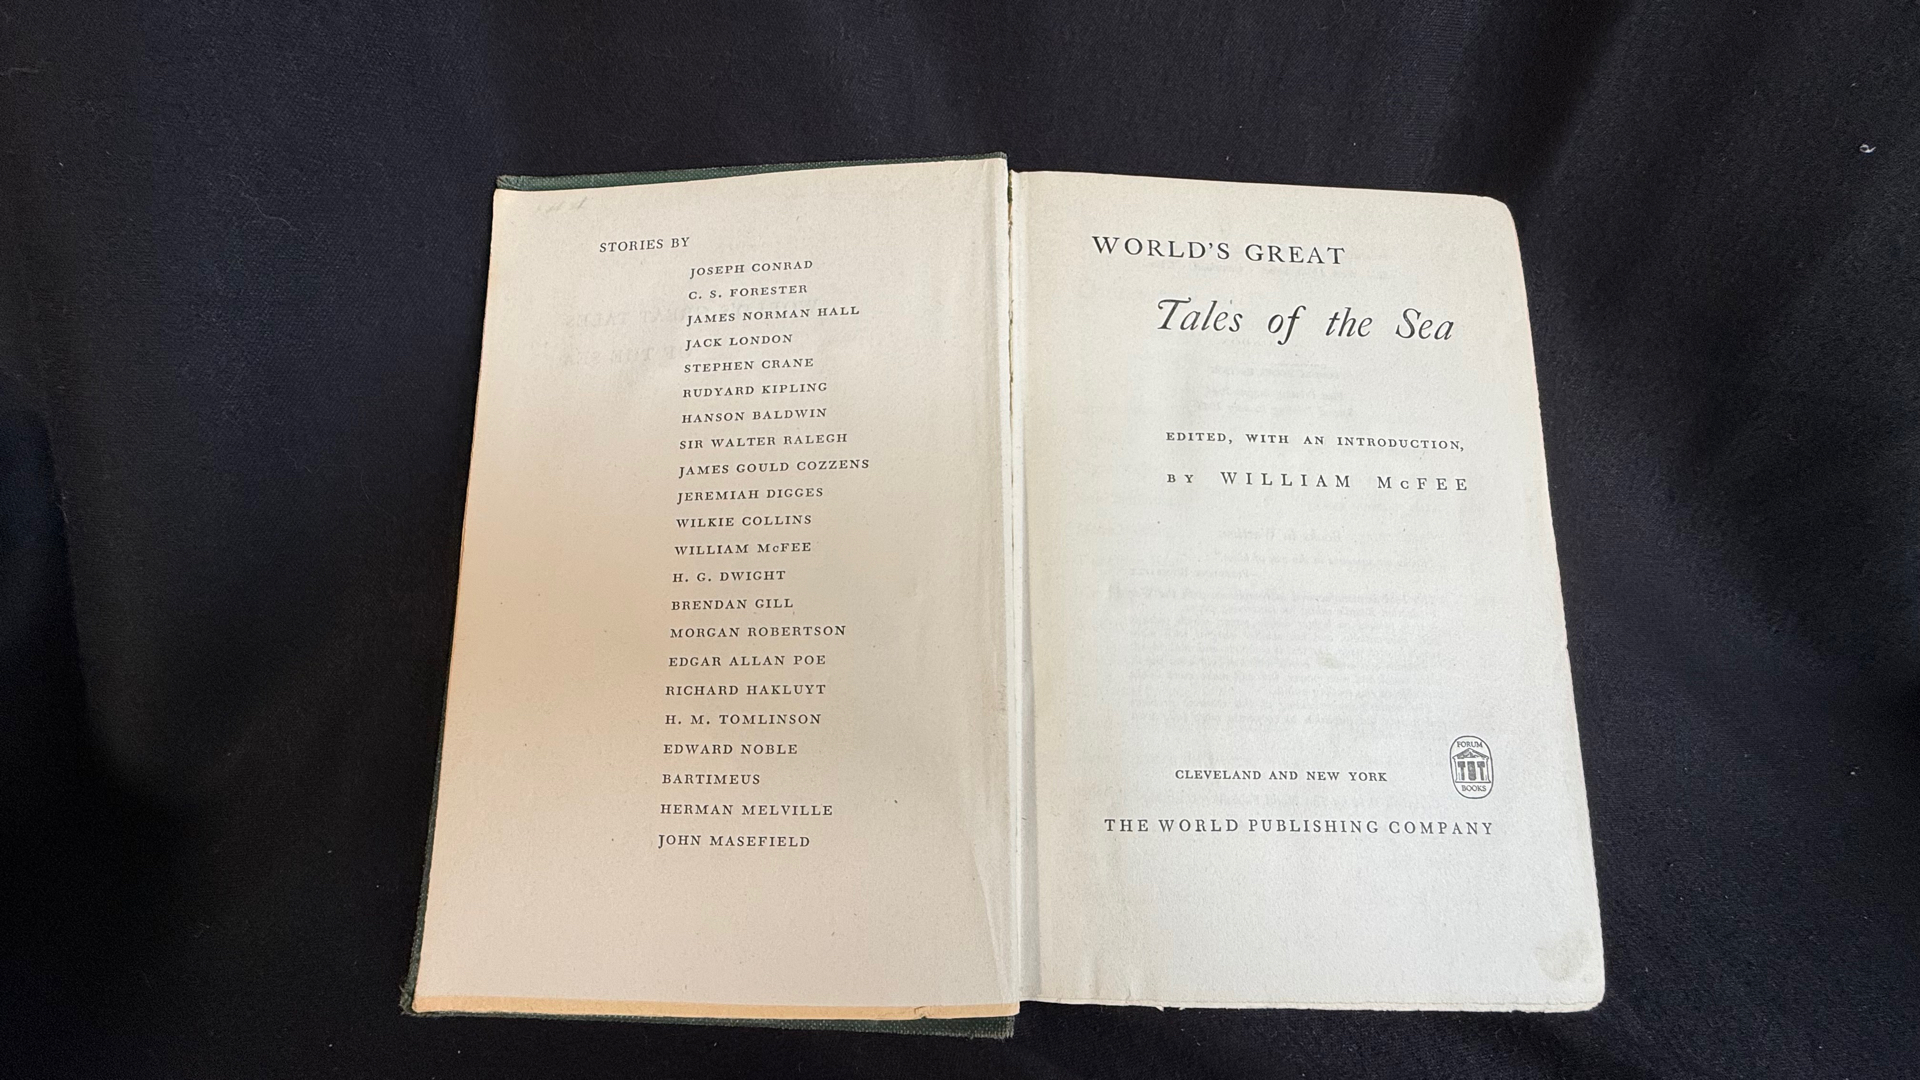 STORIES BY
JOSEPH CONRAD
C. S. FORESTER
JAMES NORMAN HALL
JACK LONDON
STEPHEN CRANE
RUDYARD KIPLING
HANSON BALDWIN
SIR WALTER RALEGH
JAMES GOULD COZZENS
JEREMIAH DIGGES
WILKIE COLLINS
WILLIAM McFEE
H. G. DWIGHT
BRENDAN GILL
MORGAN ROBERTSON
EDGAR ALLAN POE
RICHARD HAKLUYT
H. M. TOMLINSON
EDWARD NOBLE
BARTIMEUS
HERMAN MELVILLE
JOHN MASEFIELD
WORLD'S GREAT
Tales of the Sea
EDITED, WITH AN INTRODUCTION,
BY WILLIAM McFEE
CLEVELAND AND NEW YORK
FORUM
BOOKS
THE WORLD PUBLISHING COMPANY